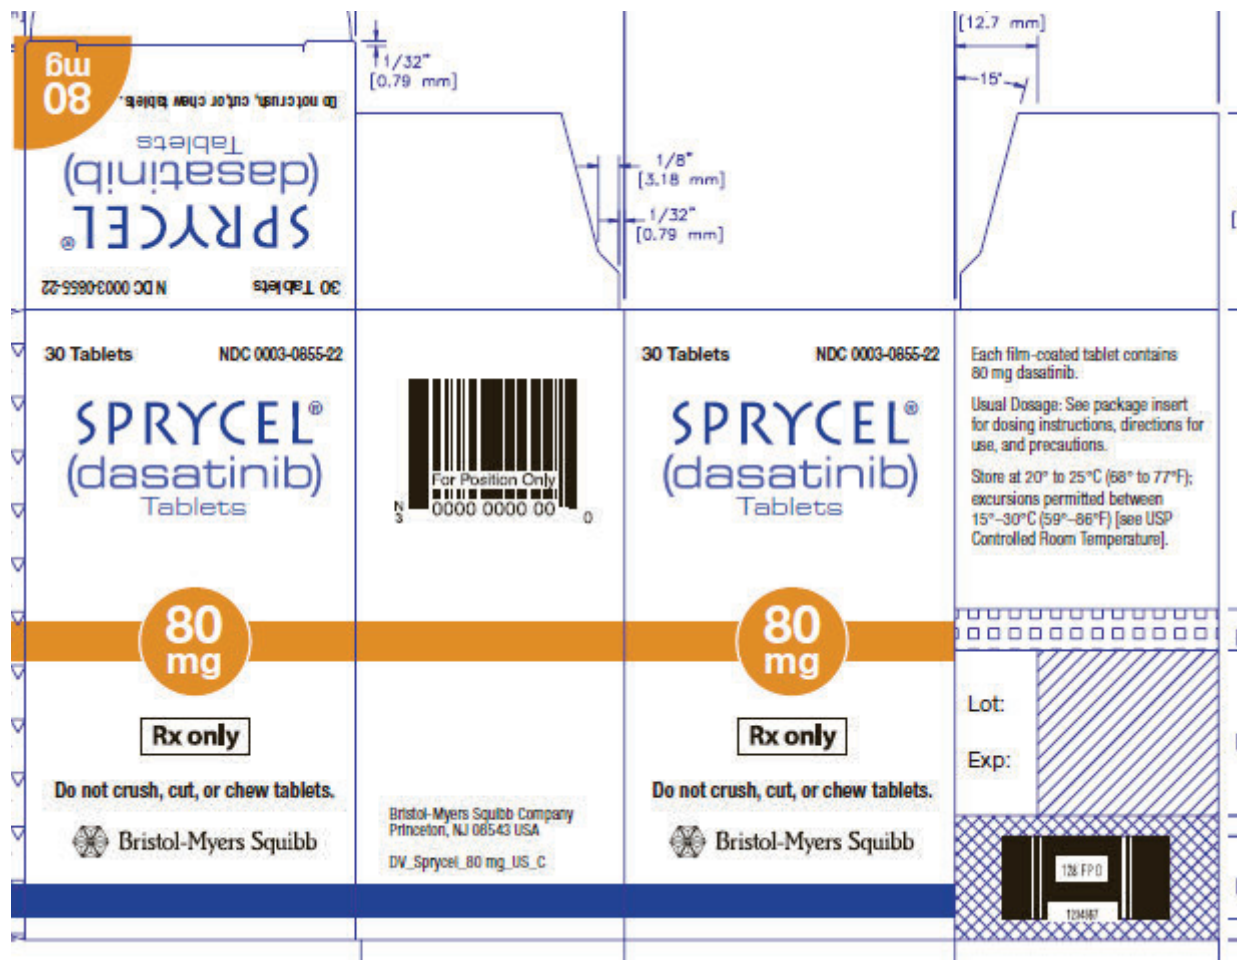 [12.7 mm]
1/32"
[0.79 mm]
15°
1/8"
[3.18 mm]
1/32"
[0.79 mm]
80
mg
Do not crush, cut, or chew tablets.
SPRYCEL®
(dasatinib)
Tablets
30 Tablets NDC 0003-0855-22
30 Tablets NDC 0003-0855-22
SPRYCEL®
(dasatinib)
Tablets
80
mg
Rx only
Do not crush, cut, or chew tablets.
Bristol-Myers Squibb
For Position Only
N
3 0000 0000 00 0
Bristol-Myers Squibb Company
Princeton, NJ 08543 USA
DV_Sprycel_80 mg_US_C
30 Tablets NDC 0003-0855-22
SPRYCEL®
(dasatinib)
Tablets
80
mg
Rx only
Do not crush, cut, or chew tablets.
Bristol-Myers Squibb
Each film-coated tablet contains
80 mg dasatinib.
Usual Dosage: See package insert
for dosing instructions, directions for
use, and precautions.
Store at 20° to 25°C (68° to 77°F);
excursions permitted between
15°–30°C (59°–86°F) [see USP
Controlled Room Temperature].
Lot:
Exp:
128 FPO
1234567